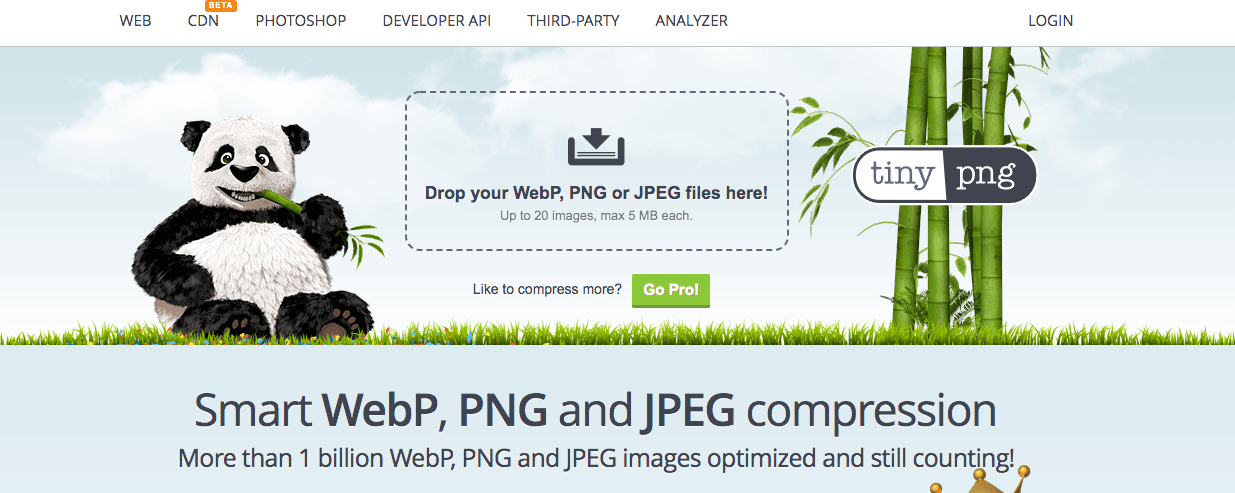 BETA
WEB CDN PHOTOSHOP DEVELOPER API THIRD-PARTY ANALYZER LOGIN
Drop your WebP, PNG or JPEG files here!
Up to 20 images, max 5 MB each.
tiny png
Like to compress more? Go Pro!
Smart WebP, PNG and JPEG compression
More than 1 billion WebP, PNG and JPEG images optimized and still counting!